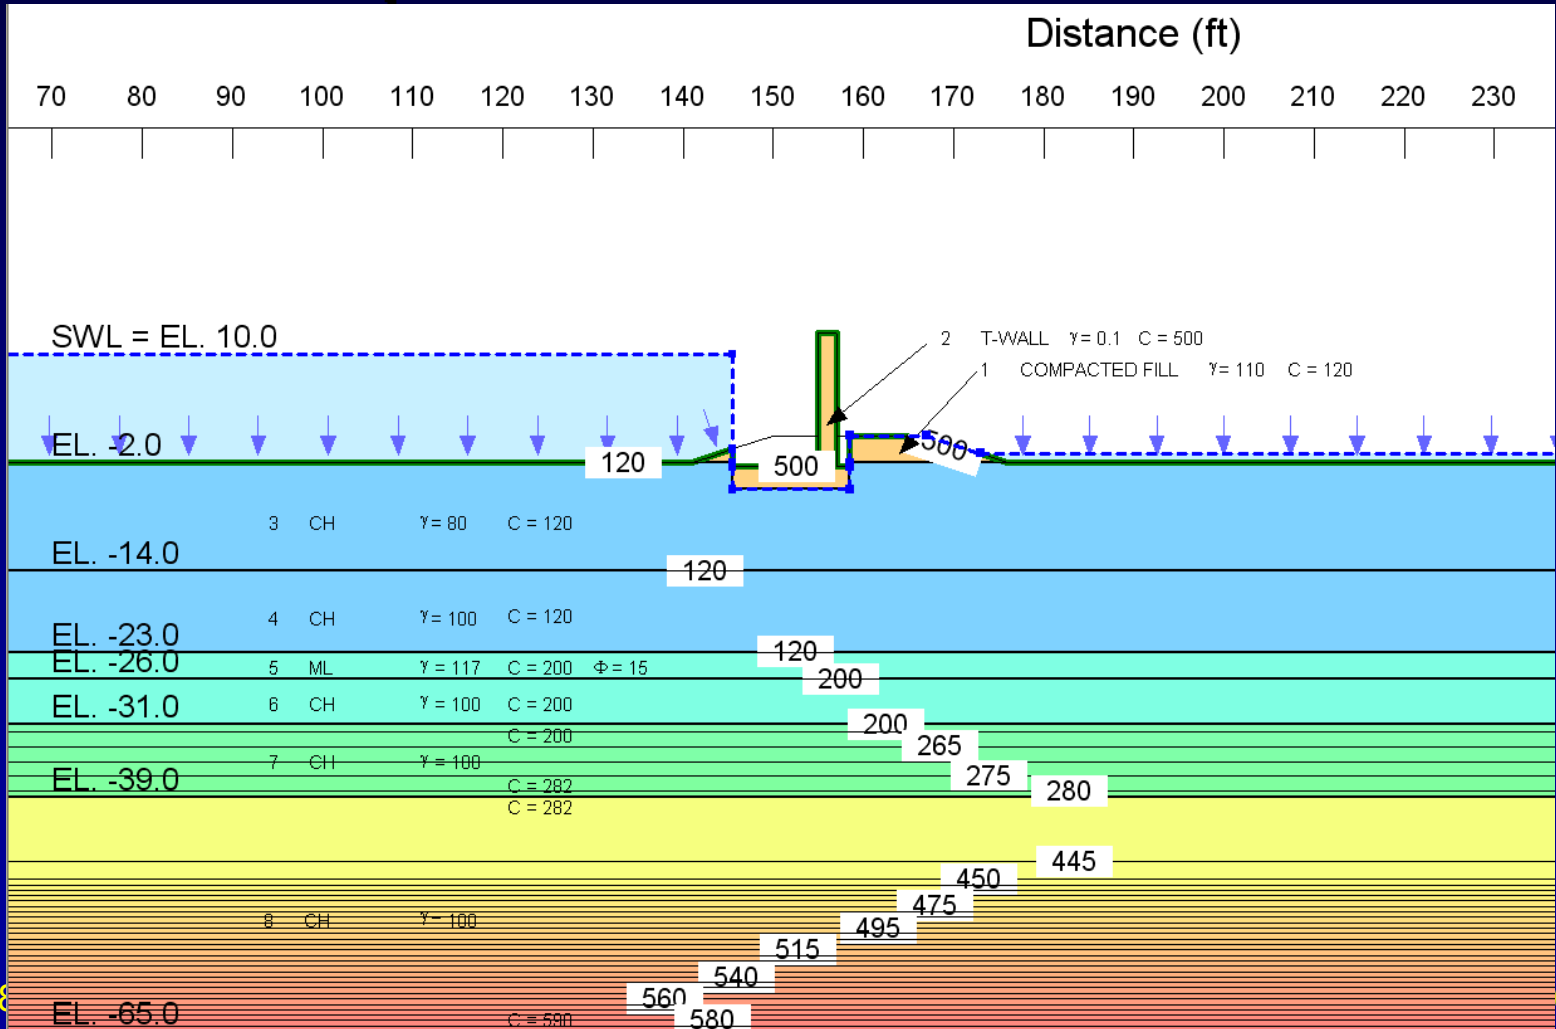 Distance (ft)
70 80 90 100 110 120 130 140 150 160 170 180 190 200 210 220 230
SWL = EL. 10.0
2 T-WALL γ = 0.1 C = 500
1 COMPACTED FILL γ = 110 C = 120
EL. -2.0
120
500
500
3 CH γ = 80 C = 120
EL. -14.0
120
4 CH γ = 100 C = 120
EL. -23.0
120
EL. -26.0
5 ML γ = 117 C = 200 Φ = 15
200
EL. -31.0
6 CH γ = 100 C = 200
200
C = 200
265
7 CH γ = 100
EL. -39.0
275
C = 282
280
C = 282
445
450
475
8 CH γ = 100
495
515
540
560
EL. -65.0
C = 590
580